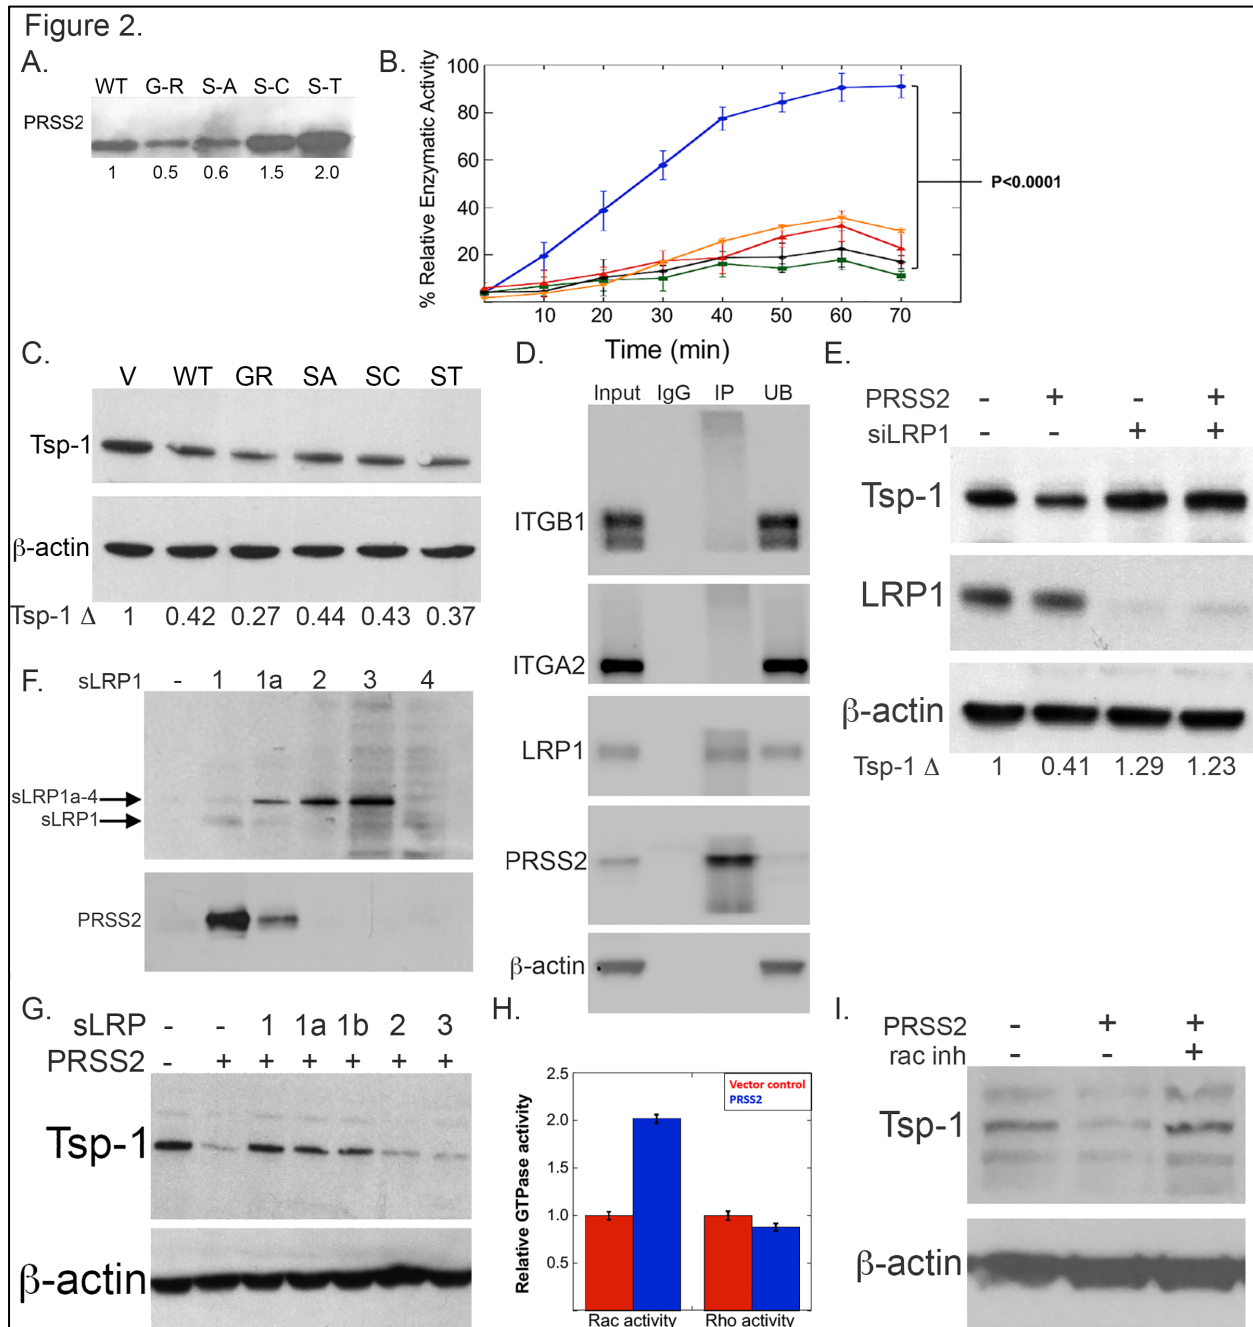 Figure 2.
A.
WT G-R S-A S-C S-T
PRSS2
1 0.5 0.6 1.5 2.0
B.
% Relative Enzymatic Activity
100
80
60
40
20
10 20 30 40 50 60 70
Time (min)
P<0.0001
C.
V WT GR SA SC ST
Tsp-1
β-actin
Tsp-1 Δ 1 0.42 0.27 0.44 0.43 0.37
D.
Input IgG IP UB
ITGB1
ITGA2
LRP1
PRSS2
β-actin
E.
PRSS2 - + - +
siLRP1 - - + +
Tsp-1
LRP1
β-actin
Tsp-1 Δ 1 0.41 1.29 1.23
F.
sLRP1 - 1 1a 2 3 4
sLRP1a-4
sLRP1
PRSS2
G.
sLRP - - 1 1a 1b 2 3
PRSS2 - + + + + + +
Tsp-1
β-actin
H.
Relative GTPase activity
2.5
2.0
1.5
1.0
0.5
Vector control
PRSS2
Rac activity Rho activity
I.
PRSS2 - + +
rac inh - - +
Tsp-1
β-actin